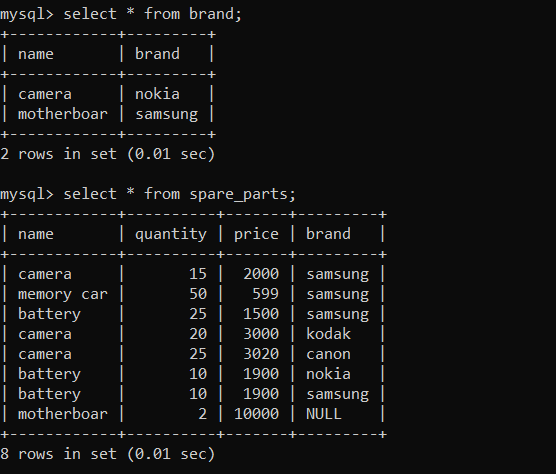 mysql> select * from brand;
+------------+---------+
| name       | brand   |
+------------+---------+
| camera     | nokia   |
| motherboar | samsung |
+------------+---------+
2 rows in set (0.01 sec)
mysql> select * from spare_parts;
+------------+----------+-------+---------+
| name       | quantity | price | brand   |
+------------+----------+-------+---------+
| camera     |       15 |  2000 | samsung |
| memory car |       50 |   599 | samsung |
| battery    |       25 |  1500 | samsung |
| camera     |       20 |  3000 | kodak   |
| camera     |       25 |  3020 | canon   |
| battery    |       10 |  1900 | nokia   |
| battery    |       10 |  1900 | samsung |
| motherboar |        2 | 10000 | NULL    |
+------------+----------+-------+---------+
8 rows in set (0.01 sec)